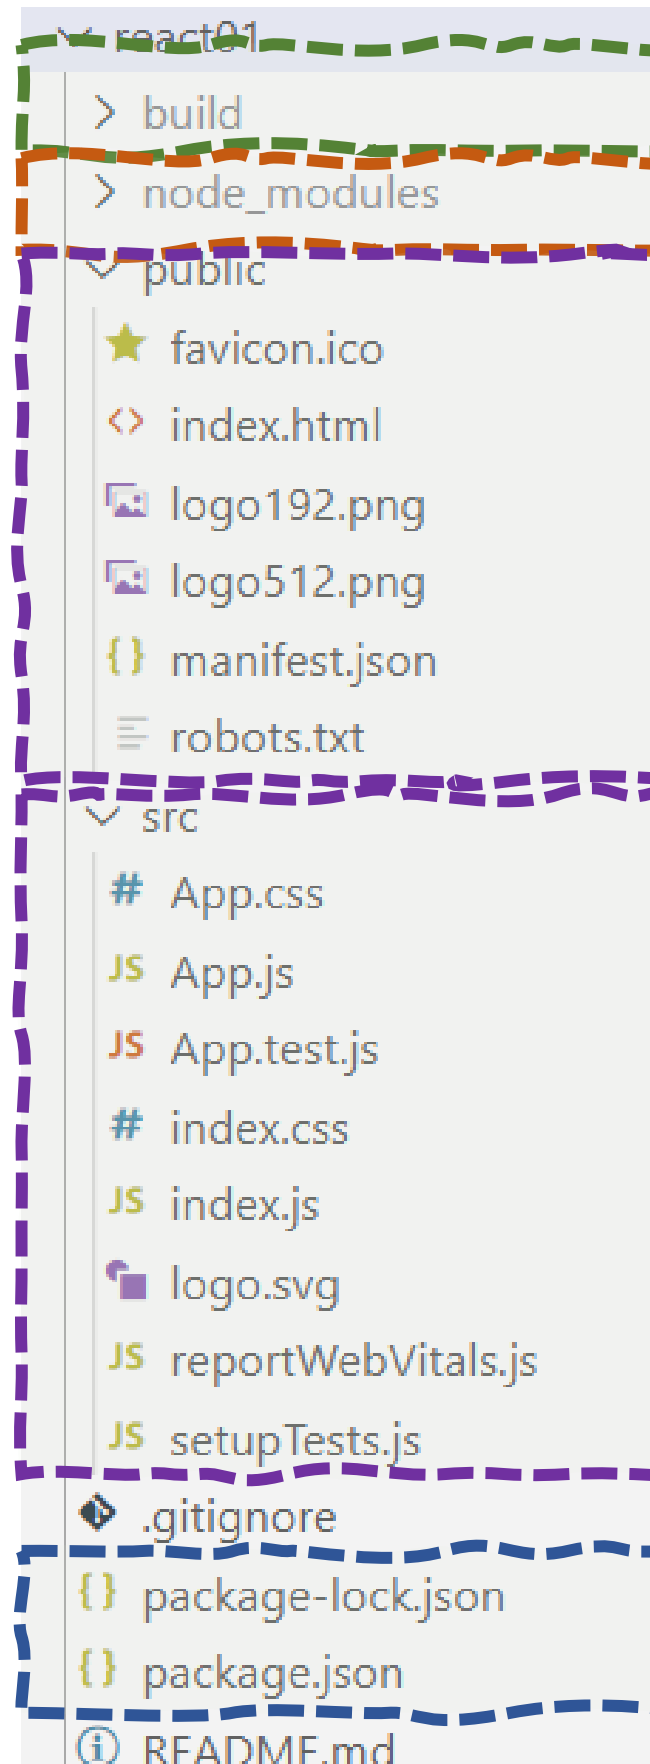 react01
build
node_modules
public
favicon.ico
index.html
logo192.png
logo512.png
manifest.json
robots.txt
src
App.css
App.js
App.test.js
index.css
index.js
logo.svg
reportWebVitals.js
setupTests.js
.gitignore
package-lock.json
package.json
README.md